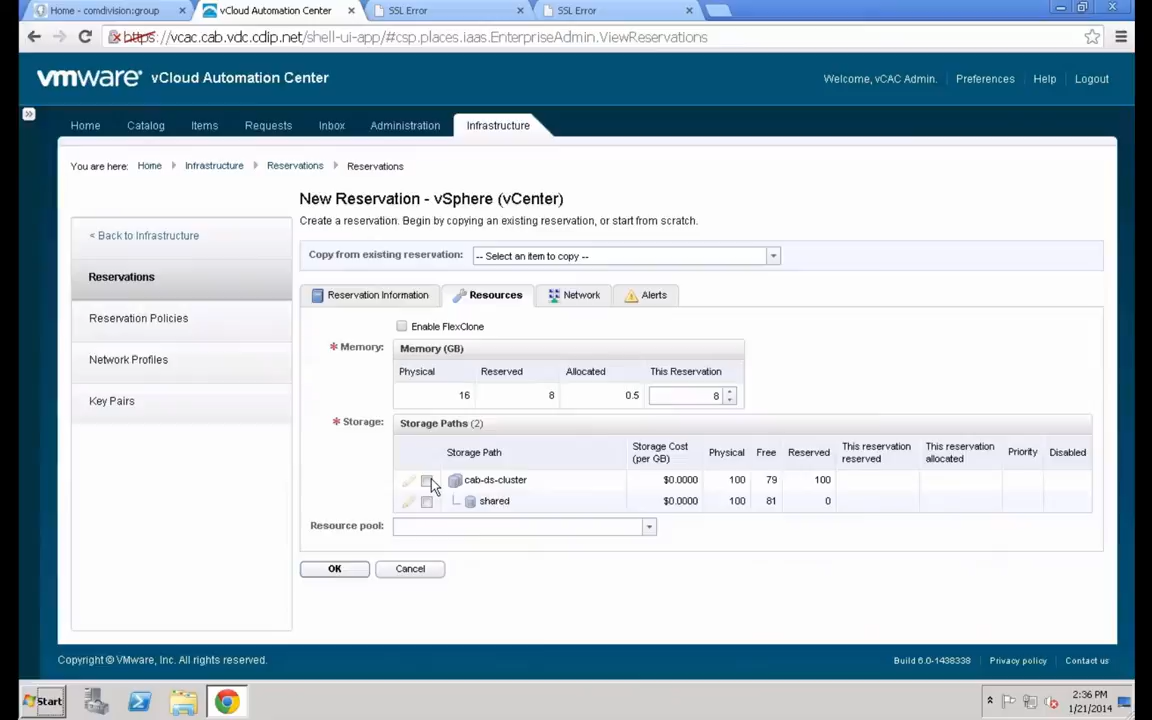 Home - comdivision:group
vCloud Automation Center
SSL Error
SSL Error
https://vcac.cab.vdc.cdip.net/shell-ui-app/#csp.places.iaas.EnterpriseAdmin.ViewReservations
vmware® vCloud Automation Center
Welcome, vCAC Admin. Preferences Help Logout
Home Catalog Items Requests Inbox Administration Infrastructure
You are here: Home Infrastructure Reservations Reservations
< Back to Infrastructure
Reservations
Reservation Policies
Network Profiles
Key Pairs
New Reservation - vSphere (vCenter)
Create a reservation. Begin by copying an existing reservation, or start from scratch.
Copy from existing reservation: -- Select an item to copy --
Reservation Information Resources Network Alerts
Enable FlexClone
* Memory: Memory (GB)
Physical Reserved Allocated This Reservation
16 8 0.5 8
* Storage: Storage Paths (2)
Storage Path Storage Cost (per GB) Physical Free Reserved This reservation reserved This reservation allocated Priority Disabled
cab-ds-cluster $0.0000 100 79 100
shared $0.0000 100 81 0
Resource pool:
OK Cancel
Copyright © VMware, Inc. All rights reserved.
Build 6.0-1438338 Privacy policy Contact us
Start
2:36 PM
1/21/2014